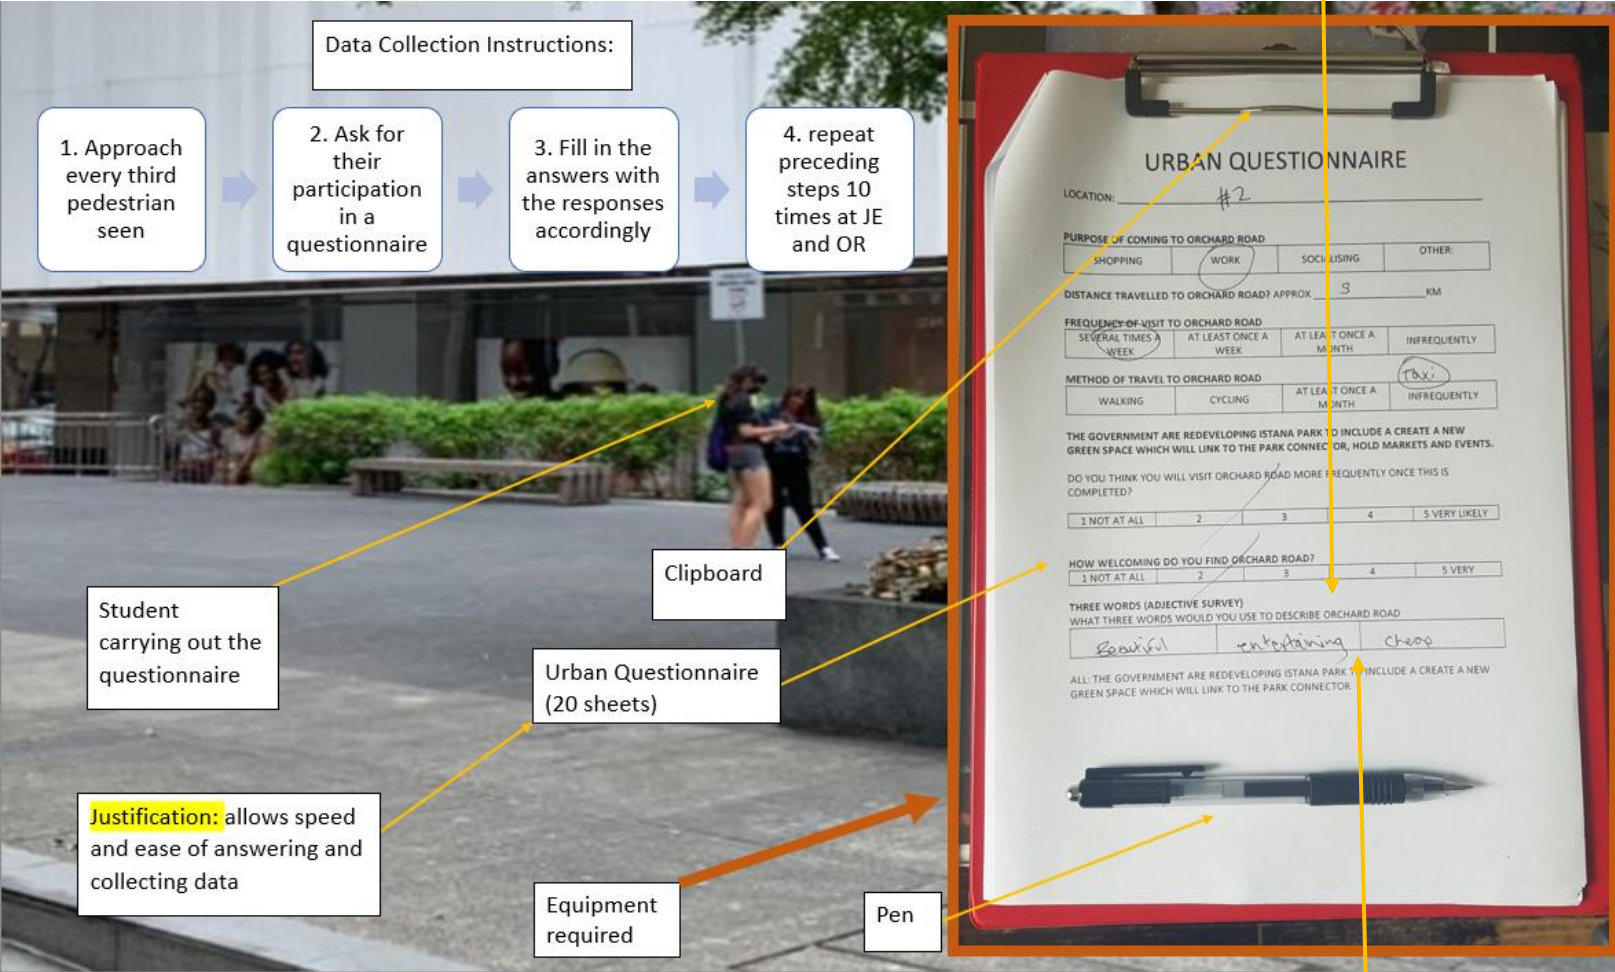 Data Collection Instructions:
1. Approach
every third
pedestrian
seen
2. Ask for
their
participation
in a
questionnaire
3. Fill in the
answers with
the responses
accordingly
4. repeat
preceding
steps 10
times at JE
and OR
Student
carrying out the
questionnaire
Clipboard
Urban Questionnaire
(20 sheets)
Justification: allows speed
and ease of answering and
collecting data
Equipment
required
Pen
URBAN QUESTIONNAIRE
LOCATION: #2
PURPOSE OF COMING TO ORCHARD ROAD
SHOPPING WORK SOCIALISING OTHER:
DISTANCE TRAVELLED TO ORCHARD ROAD? APPROX 3 KM
FREQUENCY OF VISIT TO ORCHARD ROAD
SEVERAL TIMES A WEEK AT LEAST ONCE A WEEK AT LEAST ONCE A MONTH INFREQUENTLY
METHOD OF TRAVEL TO ORCHARD ROAD
Taxi
WALKING CYCLING AT LEAST ONCE A MONTH INFREQUENTLY
THE GOVERNMENT ARE REDEVELOPING ISTANA PARK TO INCLUDE A CREATE A NEW
GREEN SPACE WHICH WILL LINK TO THE PARK CONNECTOR, HOLD MARKETS AND EVENTS.
DO YOU THINK YOU WILL VISIT ORCHARD ROAD MORE FREQUENTLY ONCE THIS IS
COMPLETED?
1 NOT AT ALL 2 3 4 5 VERY LIKELY
HOW WELCOMING DO YOU FIND ORCHARD ROAD?
1 NOT AT ALL 2 3 4 5 VERY
THREE WORDS (ADJECTIVE SURVEY)
WHAT THREE WORDS WOULD YOU USE TO DESCRIBE ORCHARD ROAD
Beautiful entertaining cheap
ALL: THE GOVERNMENT ARE REDEVELOPING ISTANA PARK TO INCLUDE A CREATE A NEW
GREEN SPACE WHICH WILL LINK TO THE PARK CONNECTOR